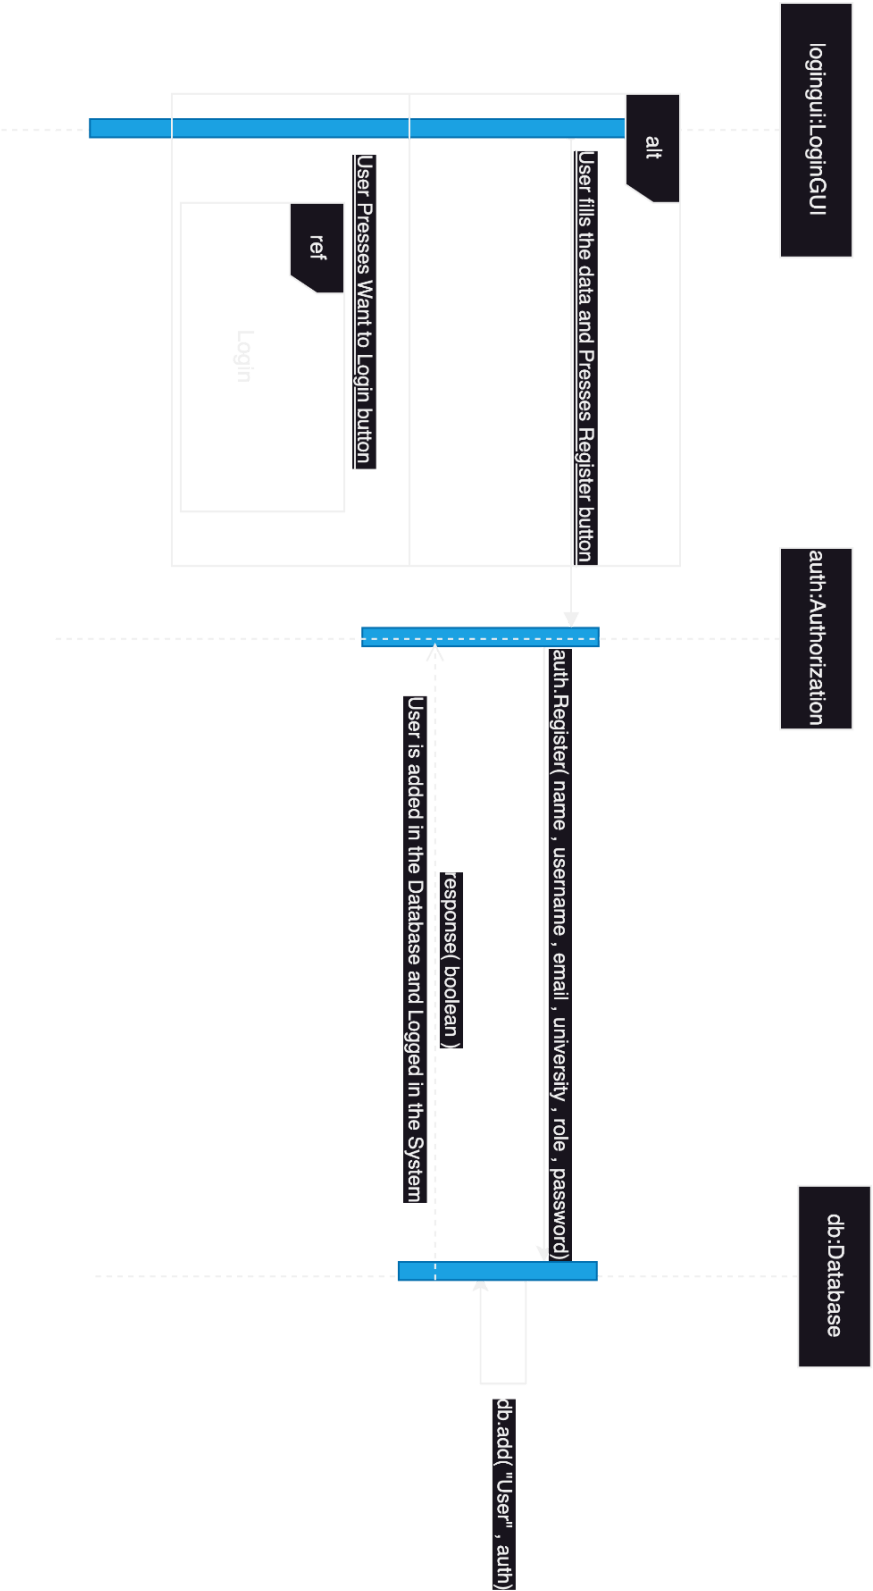 logingui:LoginGUI
auth:Authorization
db:Database
alt
User fills the data and Presses Register button
auth.Register( name , username , email , university , role , password)
db.add( "User" , auth)
response( boolean )
User is added in the Database and Logged in the System
User Presses Want to Login button
ref
Login